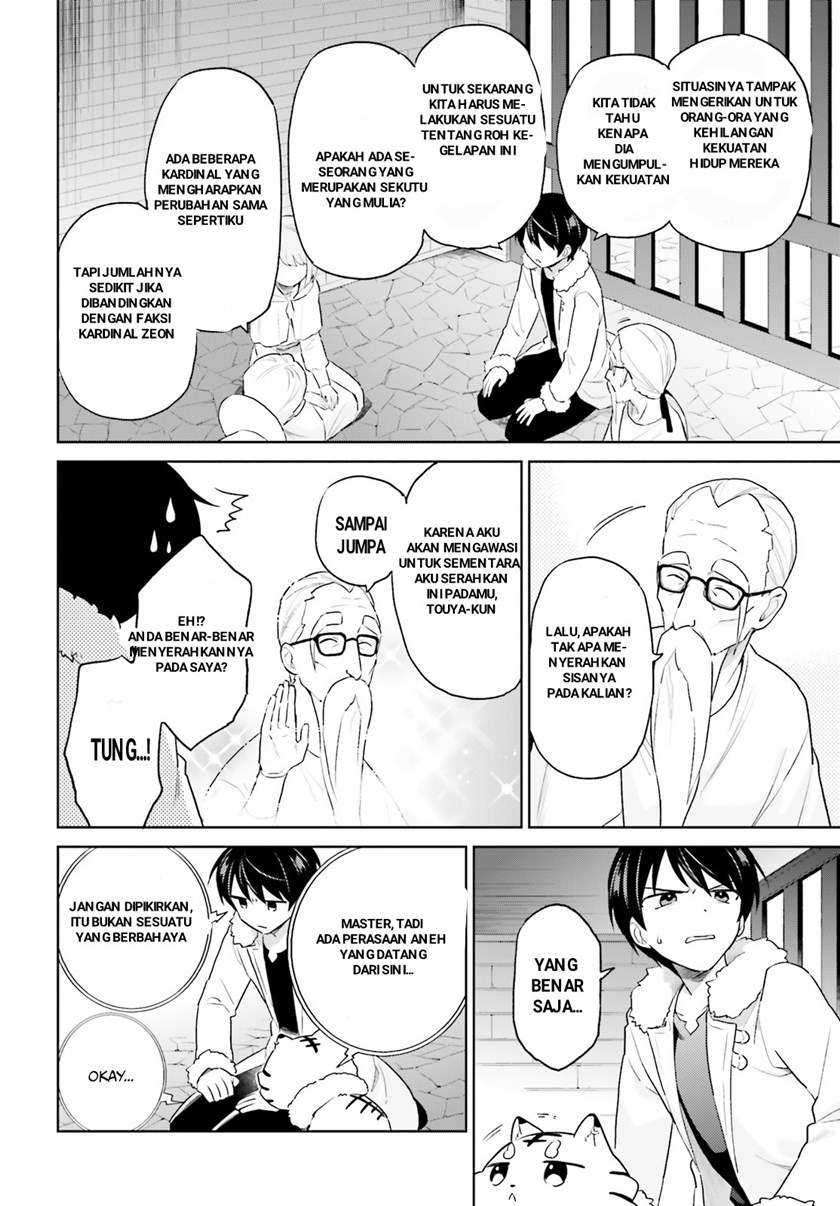 SITUASINYA TAMPAK
MENGERIKAN UNTUK
ORANG-ORA YANG
KEHILANGAN
KEKUATAN
HIDUP MEREKA
KITA TIDAK
TAHU
KENAPA
DIA
MENGUMPUL-
KAN KEKUATAN
UNTUK SEKARANG
KITA HARUS ME-
LAKUKAN SESUATU
TENTANG ROH KE-
GELAPAN INI
APAKAH ADA SE-
SEORANG YANG
MERUPAKAN SEKUTU
YANG MULIA?
ADA BEBERAPA
KARDINAL YANG
MENGHARAPKAN
PERUBAHAN SAMA
SEPERTIKU
TAPI JUMLAHNYA
SEDIKIT JIKA
DIBANDINGKAN
DENGAN FAKSI
KARDINAL ZEON
LALU, APAKAH
TAK APA ME-
NYERAHKAN
SISANYA
PADA KALIAN?
KARENA AKU
AKAN MENGAWASI
UNTUK SEMENTARA
AKU SERAHKAN
INI PADAMU,
TOUYA-KUN
SAMPAI
JUMPA
EH!?
ANDA BENAR-BENAR
MENYERAHKANNYA
PADA SAYA?
TUNG...!
YANG
BENAR
SAJA...
MASTER, TADI
ADA PERASAAN ANEH
YANG DATANG
DARI SINI...
JANGAN DIPIKIRKAN,
ITU BUKAN SESUATU
YANG BERBAHAYA
OKAY...